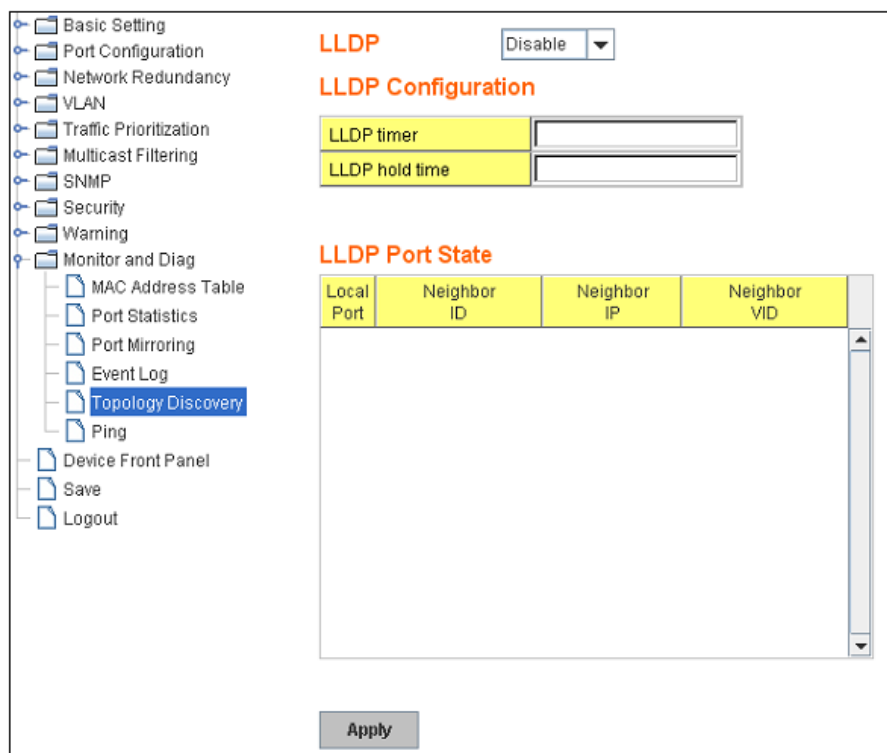 Basic Setting
Port Configuration
Network Redundancy
VLAN
Traffic Prioritization
Multicast Filtering
SNMP
Security
Warning
Monitor and Diag
MAC Address Table
Port Statistics
Port Mirroring
Event Log
Topology Discovery
Ping
Device Front Panel
Save
Logout
LLDP
Disable
LLDP Configuration
LLDP timer
LLDP hold time
LLDP Port State
Local Port
Neighbor ID
Neighbor IP
Neighbor VID
Apply